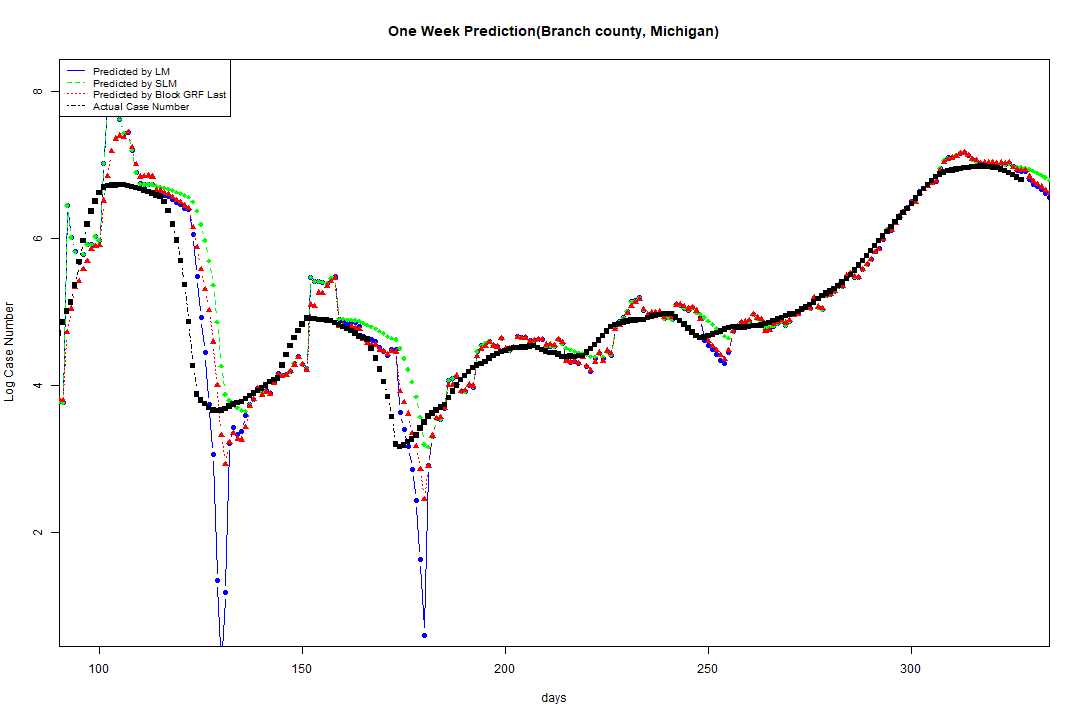 One Week Prediction(Branch county, Michigan)
Predicted by LM
Predicted by SLM
Predicted by Block GRF Last
Actual Case Number
8
6
4
2
Log Case Number
100 150 200 250 300
days